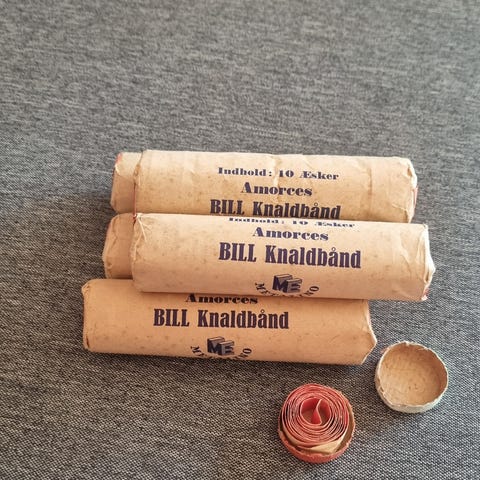 Indhold: 10 Æsker
Amorces
BILL Knaldbånd
Indhold: 10 Æsker
Amorces
BILL Knaldbånd
ME
Amorces
BILL Knaldbånd
ME